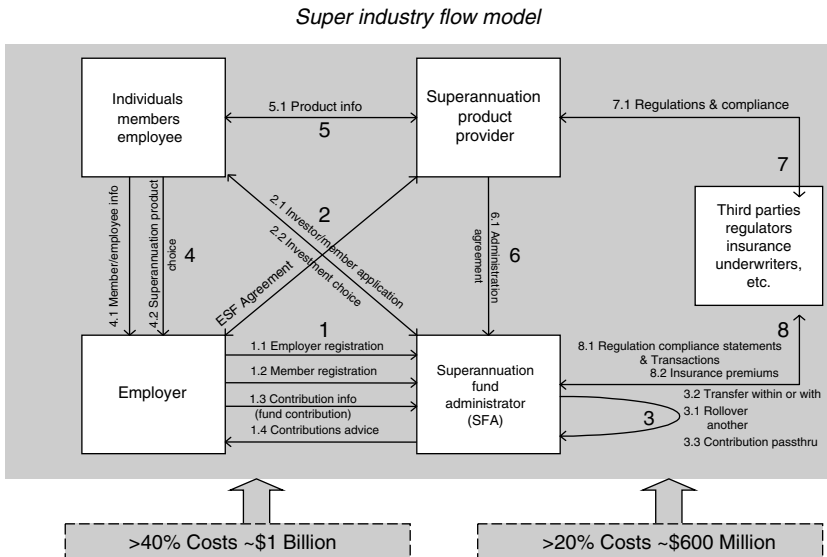 Super industry flow model
Individuals
members
employee
5.1 Product info
5
Superannuation
product
provider
7.1 Regulations & compliance
7
Third parties
regulators
insurance
underwriters,
etc.
4.1 Member/employee info
4.2 Superannuation product
choice
4
2
2.1 Investor/member application
2.2 Investment choice
ESF Agreement
6.1 Administration
agreement
6
1
1.1 Employer registration
1.2 Member registration
1.3 Contribution info
(fund contribution)
1.4 Contributions advice
Employer
Superannuation
fund
administrator
(SFA)
8
8.1 Regulation compliance statements
& Transactions
8.2 Insurance premiums
3
3.2 Transfer within or with
3.1 Rollover
another
3.3 Contribution passthru
>40% Costs ~$1 Billion
>20% Costs ~$600 Million